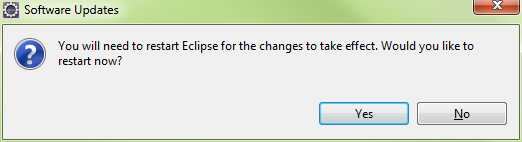 Software Updates
You will need to restart Eclipse for the changes to take effect. Would you like to
restart now?
Yes
No